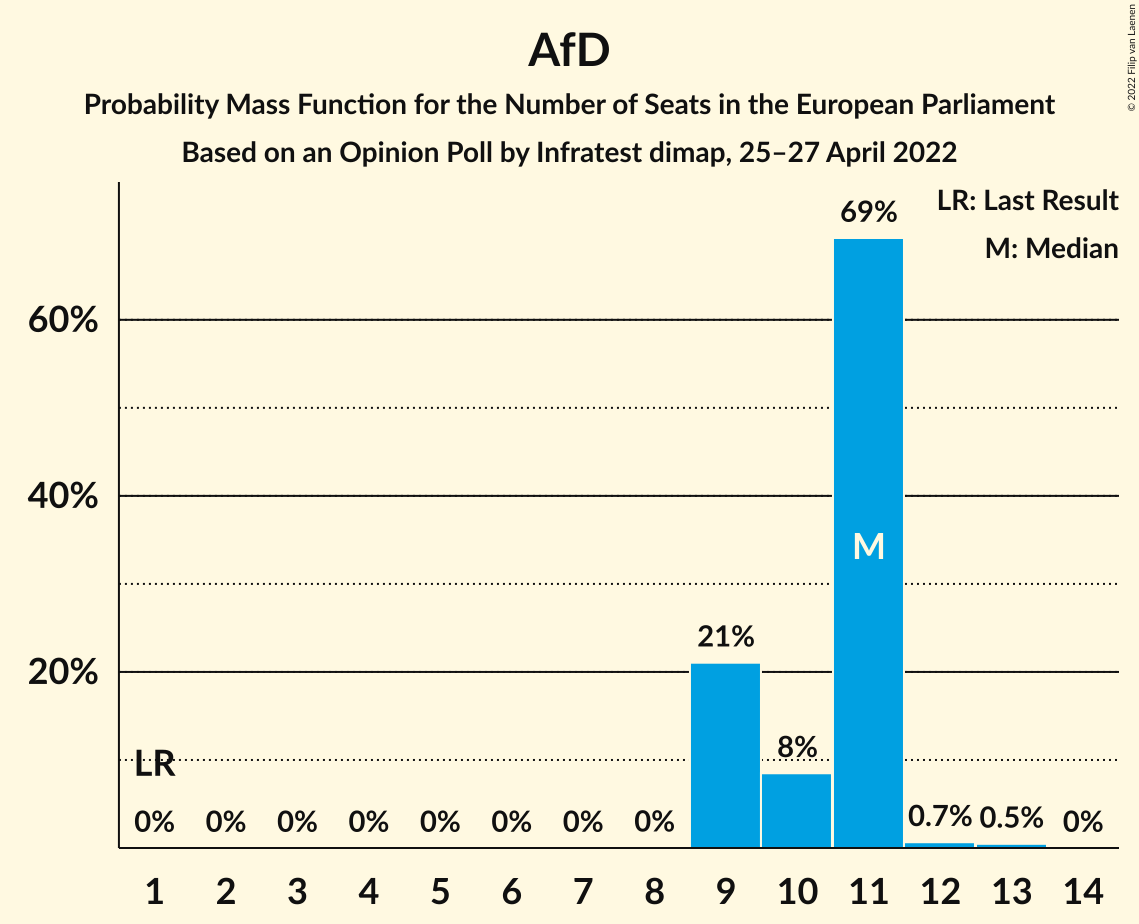 AfD
Probability Mass Function for the Number of Seats in the European Parliament
Based on an Opinion Poll by Infratest dimap, 25–27 April 2022
© 2022 Filip van Laenen
LR: Last Result
M: Median
69%
60%
40%
M
21%
20%
8%
LR
0% 0% 0% 0% 0% 0% 0% 0% 0.7% 0.5% 0%
1 2 3 4 5 6 7 8 9 10 11 12 13 14